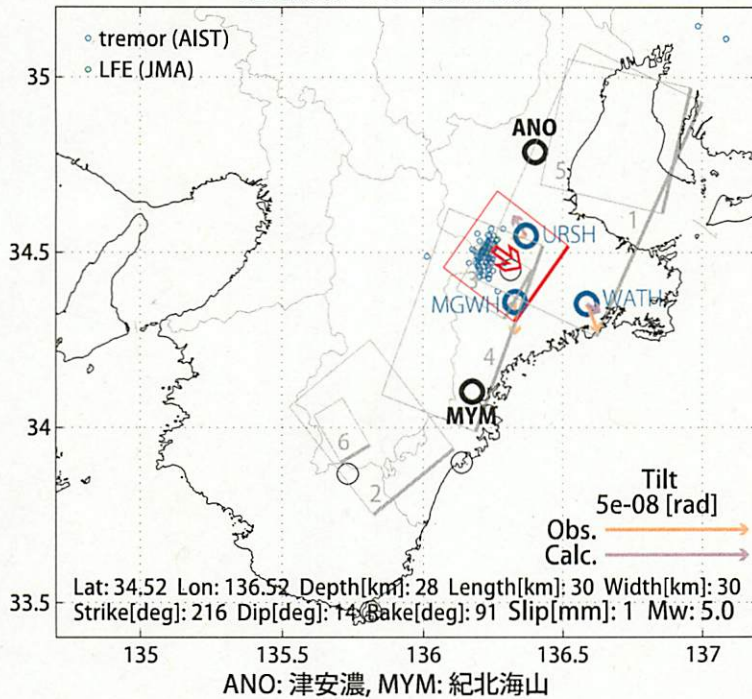 tremor (AIST)
LFE (JMA)
35
34.5
34
33.5
ANO
5
1
URSH
3
MGWH
WATH
4
MYM
6
2
Tilt
5e-08 [rad]
Obs.
Calc.
Lat: 34.52 Lon: 136.52 Depth[km]: 28 Length[km]: 30 Width[km]: 30
Strike[deg]: 216 Dip[deg]: 14 Rake[deg]: 91 Slip[mm]: 1 Mw: 5.0
135 135.5 136 136.5 137
ANO: 津安濃, MYM: 紀北海山